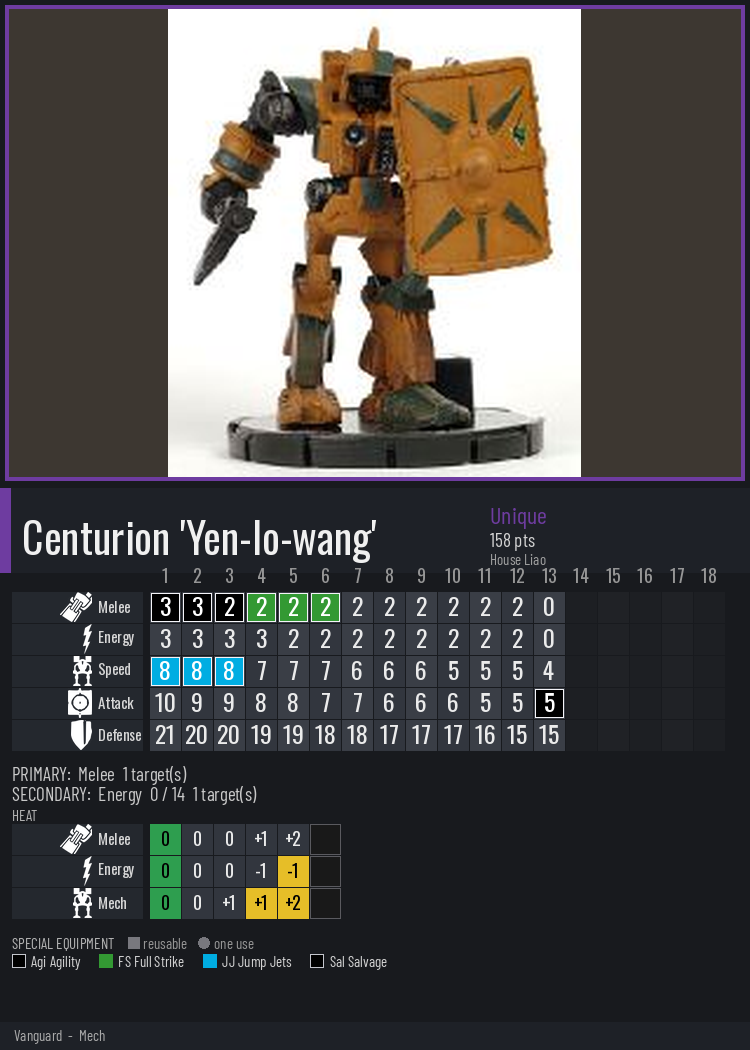 Centurion 'Yen-lo-wang'
Unique
158 pts
House Liao
1 2 3 4 5 6 7 8 9 10 11 12 13 14 15 16 17 18
Melee 3 3 2 2 2 2 2 2 2 2 2 2 0
Energy 3 3 3 3 2 2 2 2 2 2 2 2 0
Speed 8 8 8 7 7 7 6 6 6 5 5 5 4
Attack 10 9 9 8 8 7 7 6 6 6 5 5 5
Defense 21 20 20 19 19 18 18 17 17 17 16 15 15
PRIMARY: Melee 1 target(s)
SECONDARY: Energy 0 / 14 1 target(s)
HEAT
Melee 0 0 0 +1 +2
Energy 0 0 0 -1 -1
Mech 0 0 +1 +1 +2
SPECIAL EQUIPMENT reusable one use
Agi Agility FS Full Strike JJ Jump Jets Sal Salvage
Vanguard - Mech